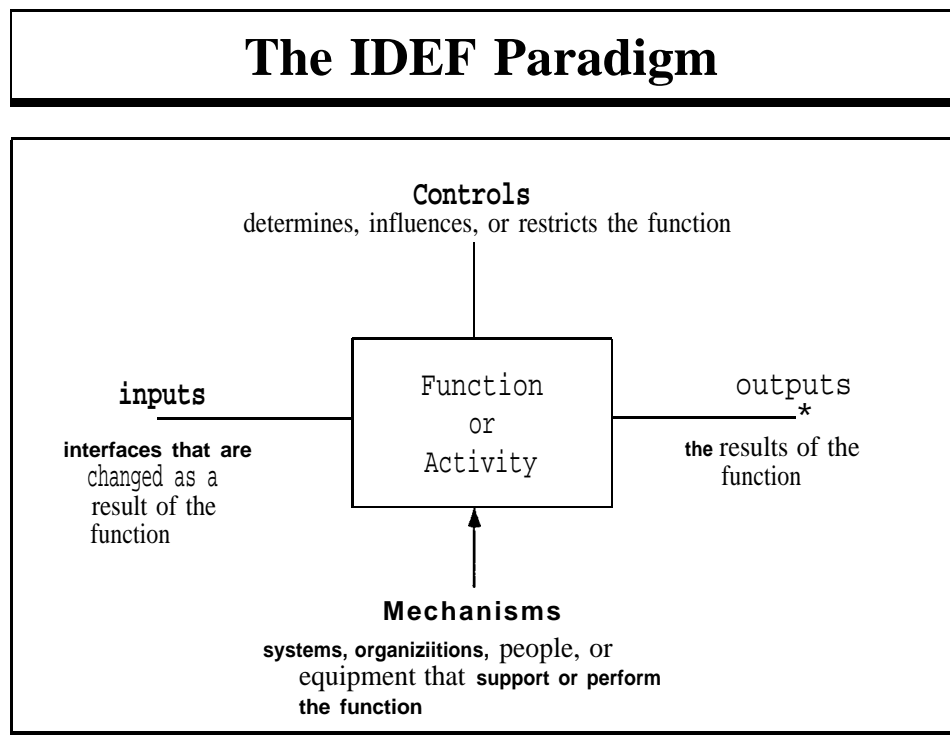 The IDEF Paradigm
Controls
determines, influences, or restricts the function
inputs
interfaces that are
changed as a
result of the
function
Function
or
Activity
outputs
*
the results of the
function
Mechanisms
systems, organiziitions, people, or
equipment that support or perform
the function